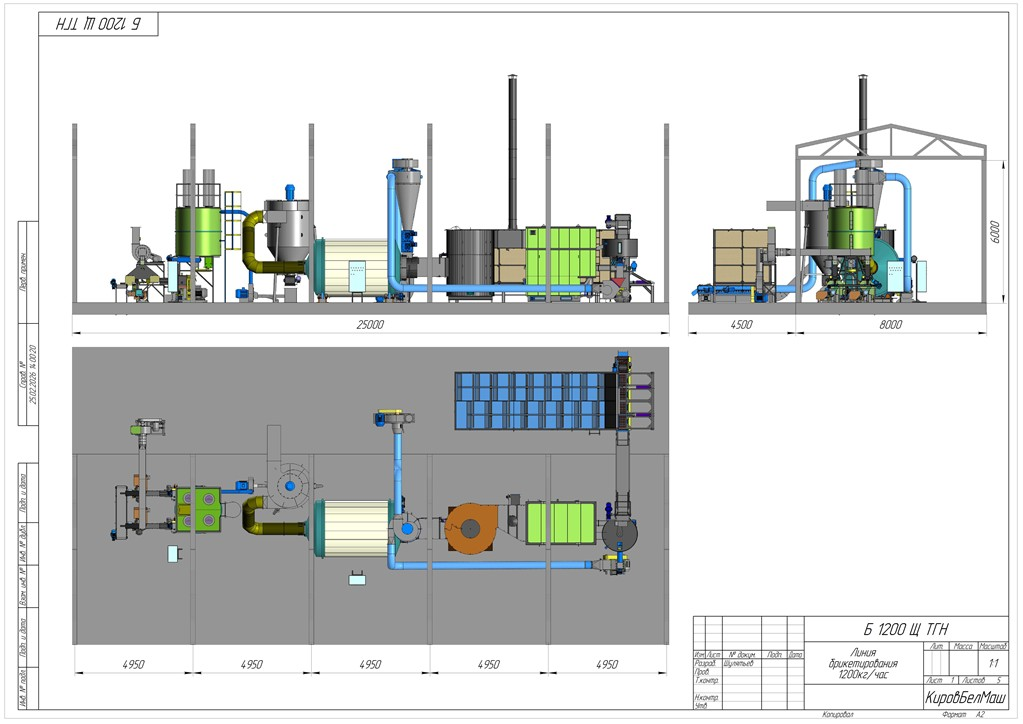 Б 1200 Щ ТГН
25000
4500
8000
6000
4950
4950
4950
4950
4950
Перв. примен.
Справ. №
25.02.2026 14:00:20
Подп. и дата
Инв. № дубл.
Взам. инв. №
Подп. и дата
Инв. № подл.
Б 1200 Щ ТГН
Изм. Лист № докум. Подп. Дата
Разраб. Шулятьев
Пров.
Т.контр.
Н.контр.
Утв.
Линия
брикетирования
1200кг/час
Лит. Масса Масштаб
1:1
Лист 1 Листов 5
КировБелМаш
Копировал Формат А2